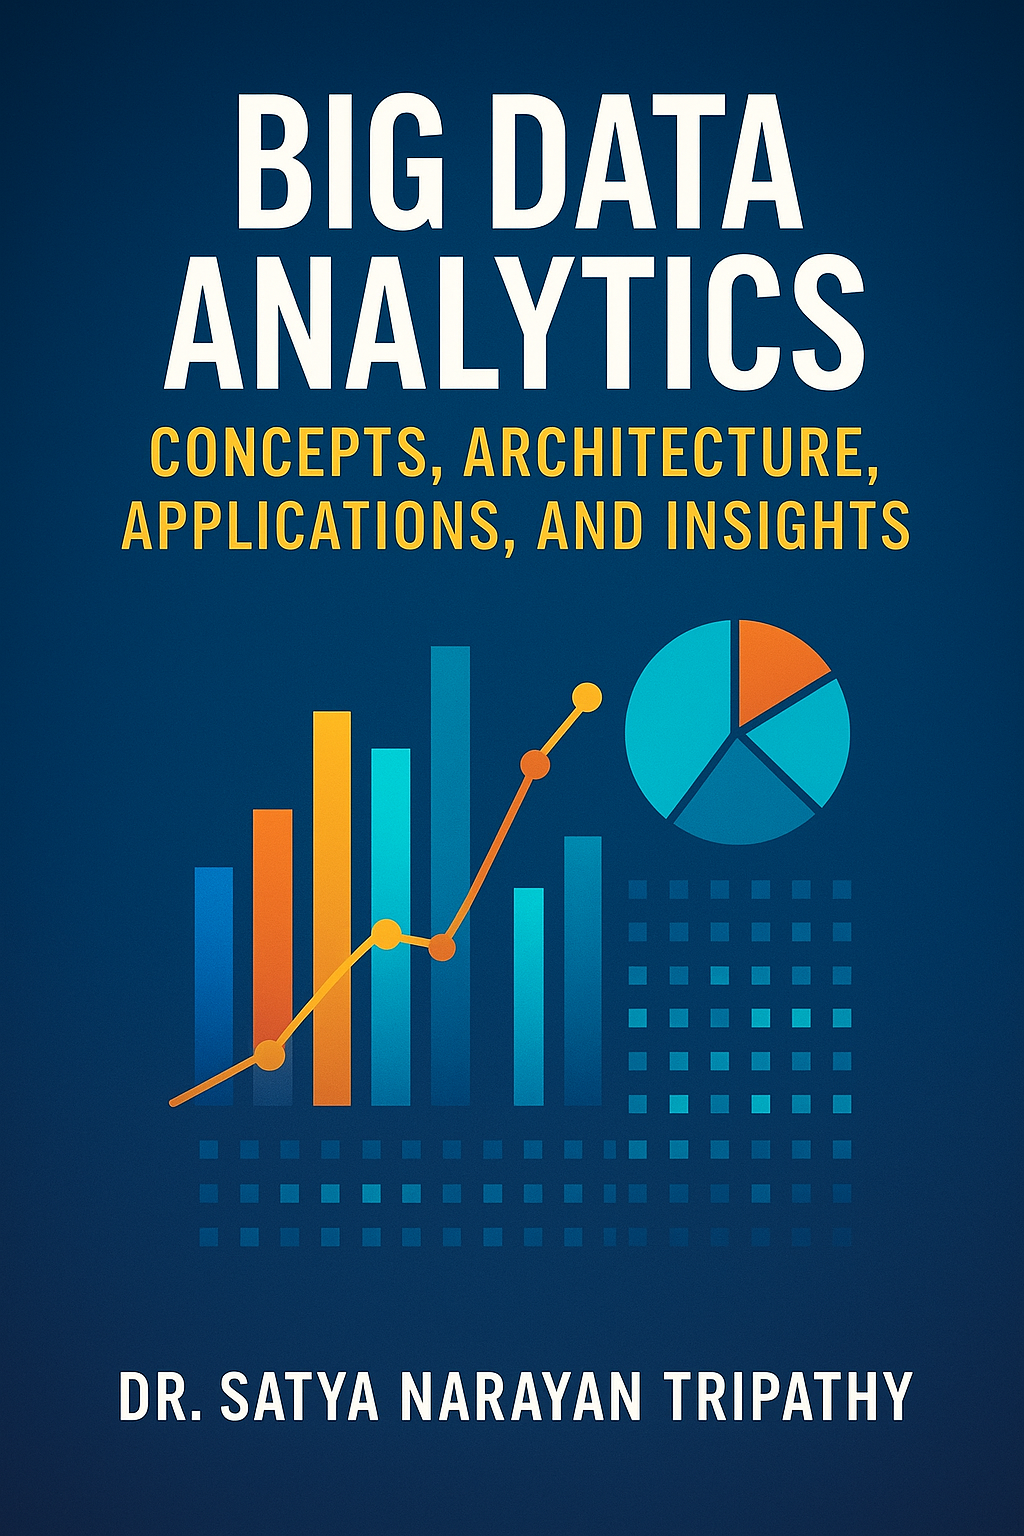 BIG DATA
ANALYTICS
CONCEPTS, ARCHITECTURE,
APPLICATIONS, AND INSIGHTS
DR. SATYA NARAYAN TRIPATHY